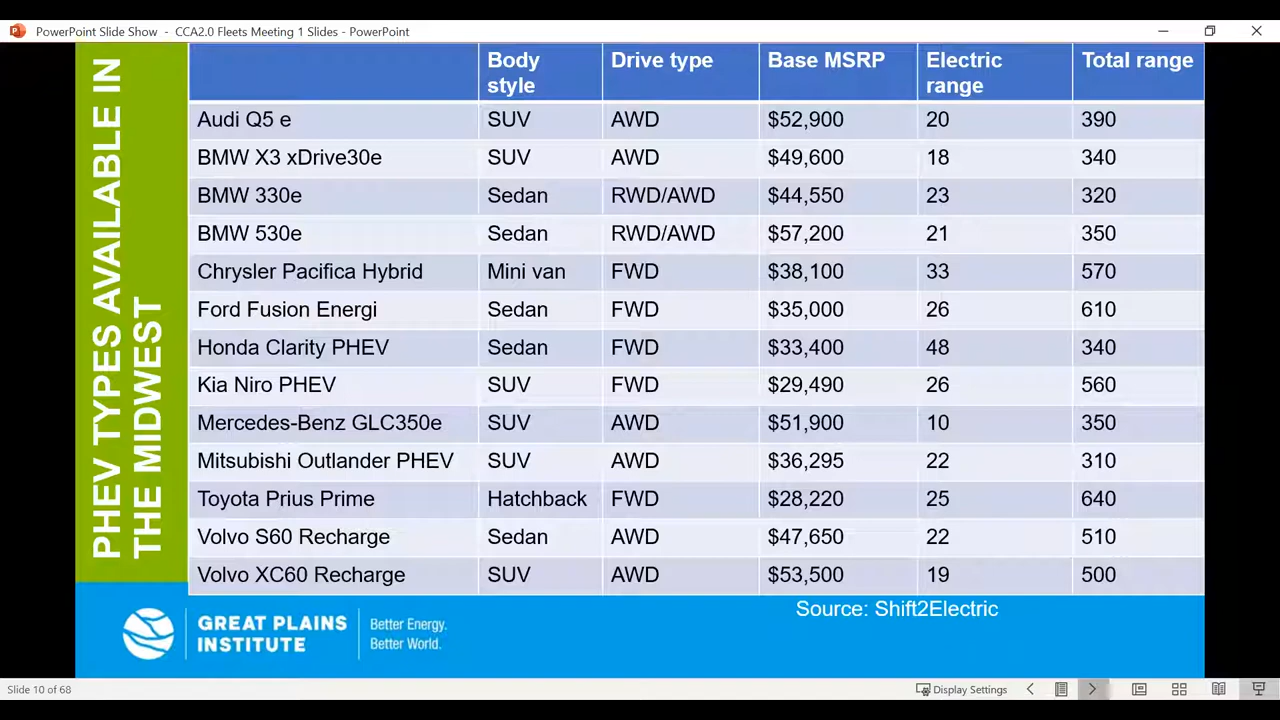 PowerPoint Slide Show - CCA2.0 Fleets Meeting 1 Slides - PowerPoint
PHEV TYPES AVAILABLE IN
THE MIDWEST
Body style Drive type Base MSRP Electric range Total range
Audi Q5 e SUV AWD $52,900 20 390
BMW X3 xDrive30e SUV AWD $49,600 18 340
BMW 330e Sedan RWD/AWD $44,550 23 320
BMW 530e Sedan RWD/AWD $57,200 21 350
Chrysler Pacifica Hybrid Mini van FWD $38,100 33 570
Ford Fusion Energi Sedan FWD $35,000 26 610
Honda Clarity PHEV Sedan FWD $33,400 48 340
Kia Niro PHEV SUV FWD $29,490 26 560
Mercedes-Benz GLC350e SUV AWD $51,900 10 350
Mitsubishi Outlander PHEV SUV AWD $36,295 22 310
Toyota Prius Prime Hatchback FWD $28,220 25 640
Volvo S60 Recharge Sedan AWD $47,650 22 510
Volvo XC60 Recharge SUV AWD $53,500 19 500
Source: Shift2Electric
GREAT PLAINS
INSTITUTE
Better Energy.
Better World.
Slide 10 of 68
Display Settings